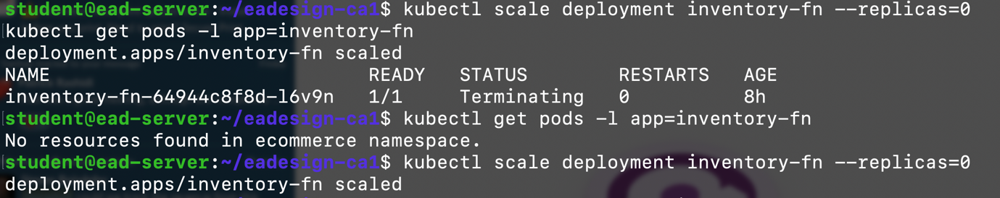 student@ead-server:~/eadesign-ca1$ kubectl scale deployment inventory-fn --replicas=0
kubectl get pods -l app=inventory-fn
deployment.apps/inventory-fn scaled
NAME                              READY   STATUS        RESTARTS   AGE
inventory-fn-64944c8f8d-l6v9n   1/1     Terminating   0          8h
student@ead-server:~/eadesign-ca1$ kubectl get pods -l app=inventory-fn
No resources found in ecommerce namespace.
student@ead-server:~/eadesign-ca1$ kubectl scale deployment inventory-fn --replicas=0
deployment.apps/inventory-fn scaled